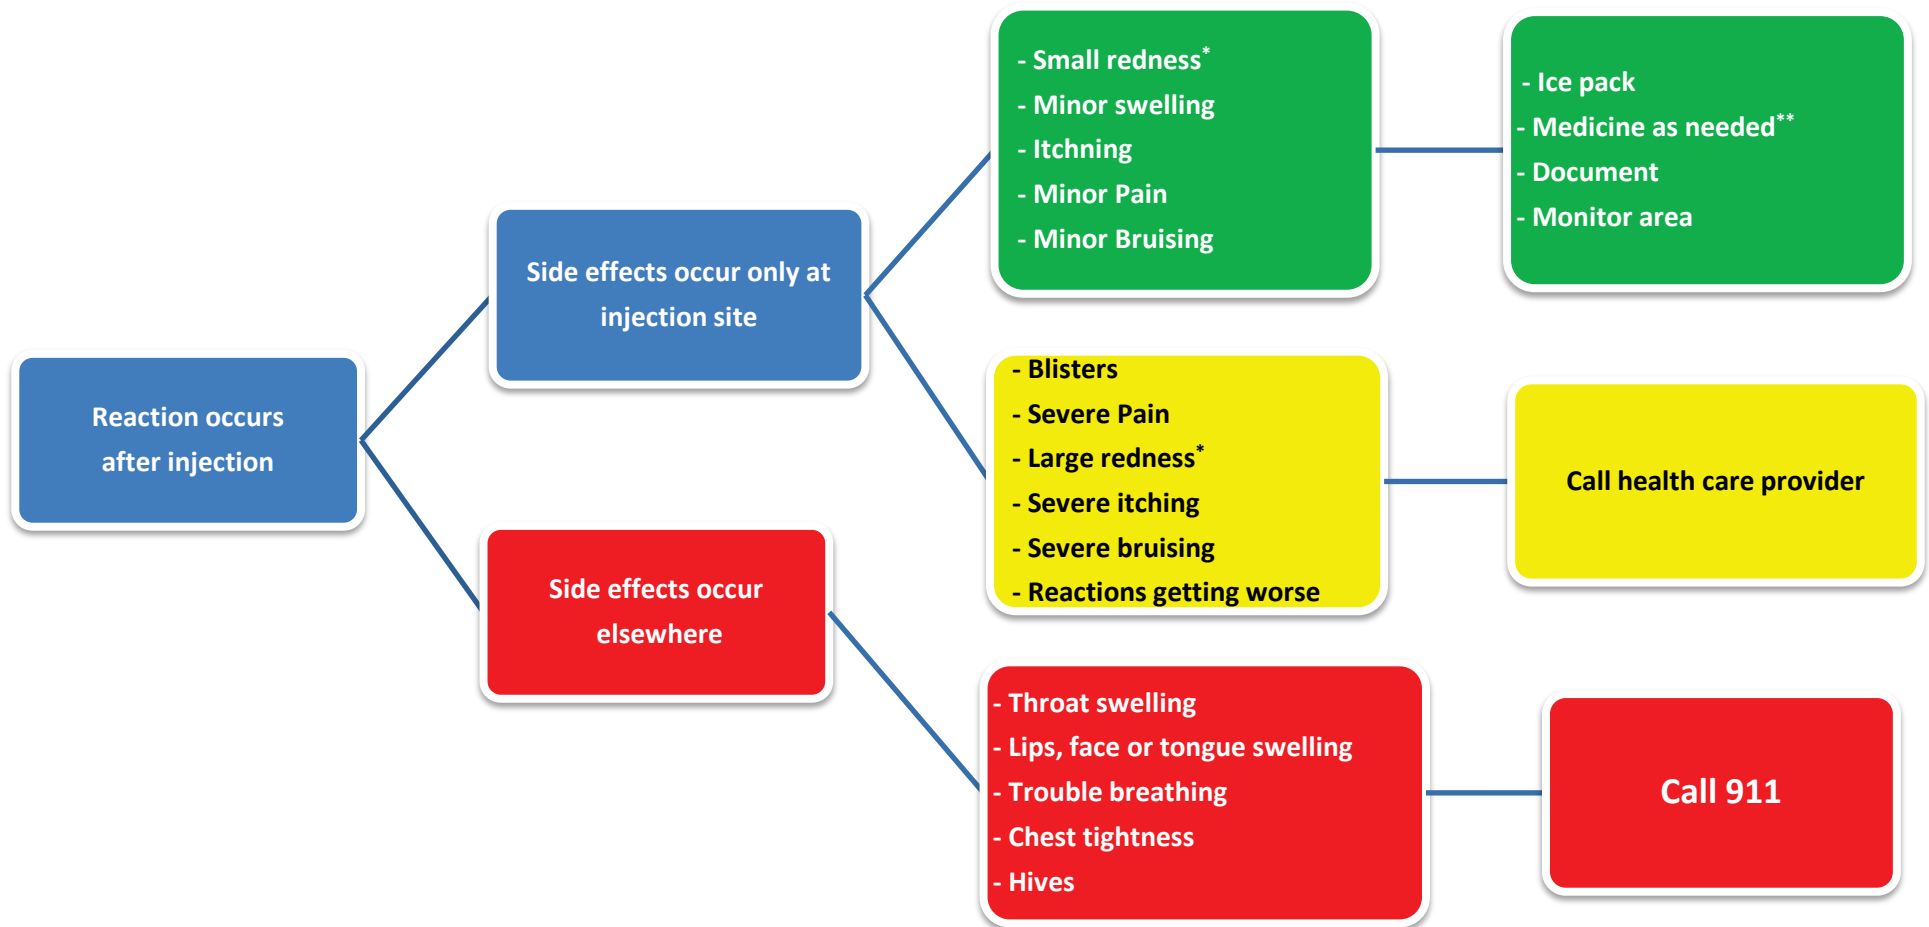 Reaction occurs
after injection
Side effects occur only at
injection site
- Small redness*
- Minor swelling
- Itchning
- Minor Pain
- Minor Bruising
- Ice pack
- Medicine as needed**
- Document
- Monitor area
- Blisters
- Severe Pain
- Large redness*
- Severe itching
- Severe bruising
- Reactions getting worse
Call health care provider
Side effects occur
elsewhere
- Throat swelling
- Lips, face or tongue swelling
- Trouble breathing
- Chest tightness
- Hives
Call 911